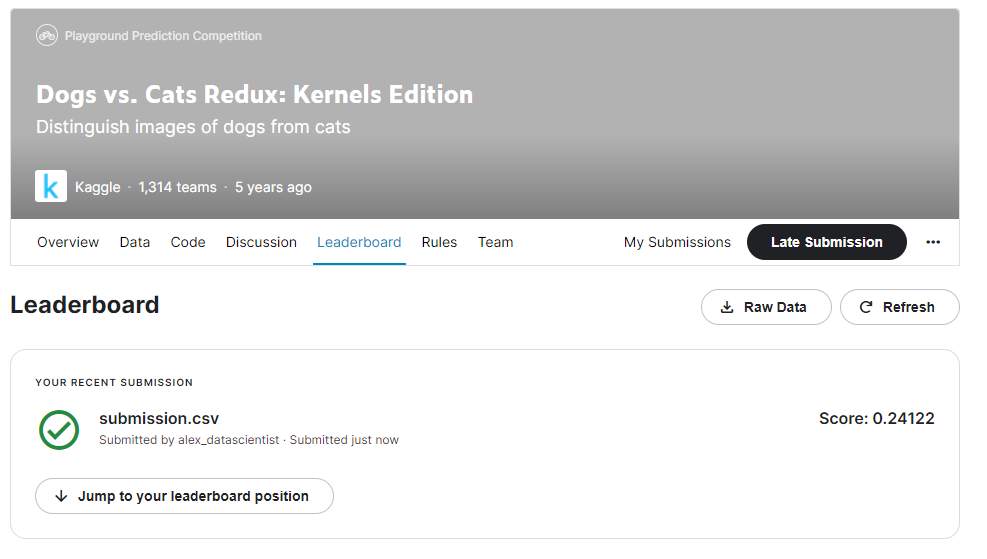 Playground Prediction Competition
Dogs vs. Cats Redux: Kernels Edition
Distinguish images of dogs from cats
k Kaggle · 1,314 teams · 5 years ago
Overview Data Code Discussion Leaderboard Rules Team My Submissions Late Submission
Leaderboard Raw Data Refresh
YOUR RECENT SUBMISSION
submission.csv Score: 0.24122
Submitted by alex_datascientist · Submitted just now
Jump to your leaderboard position